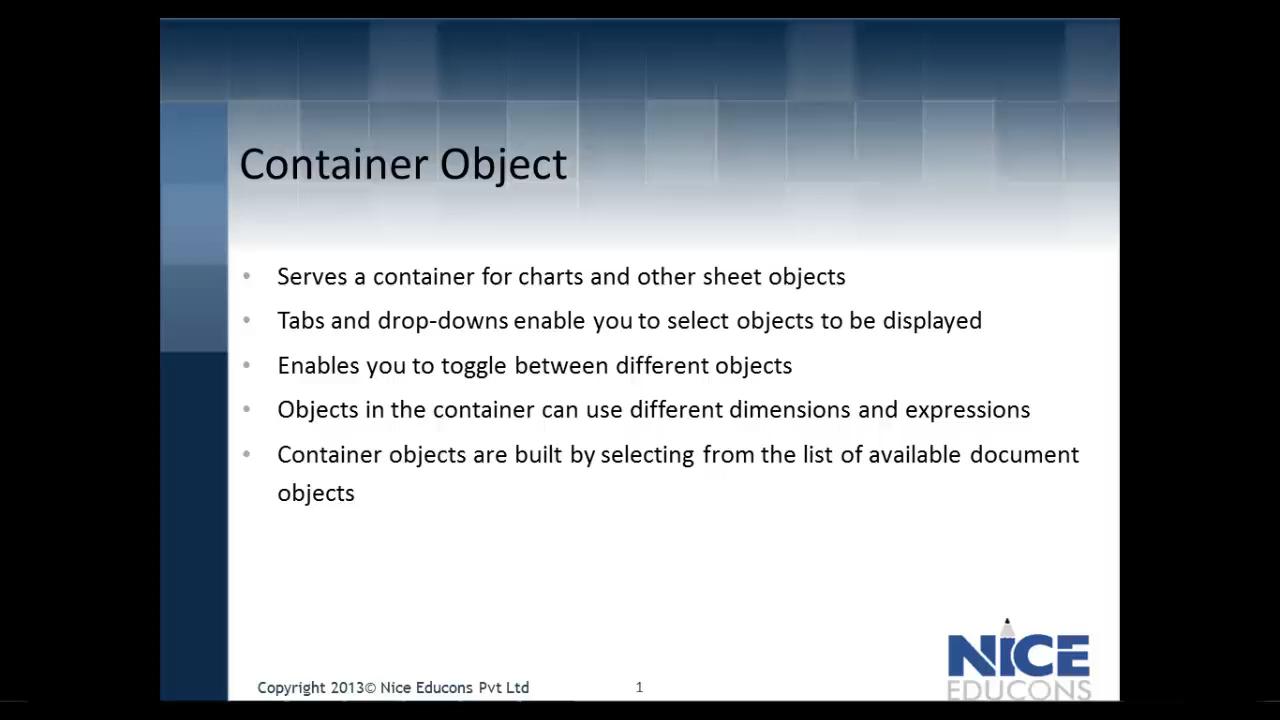 Container Object
• Serves a container for charts and other sheet objects
• Tabs and drop-downs enable you to select objects to be displayed
• Enables you to toggle between different objects
• Objects in the container can use different dimensions and expressions
• Container objects are built by selecting from the list of available document
objects
NICE
EDUCONS
Copyright 2013© Nice Educons Pvt Ltd
1